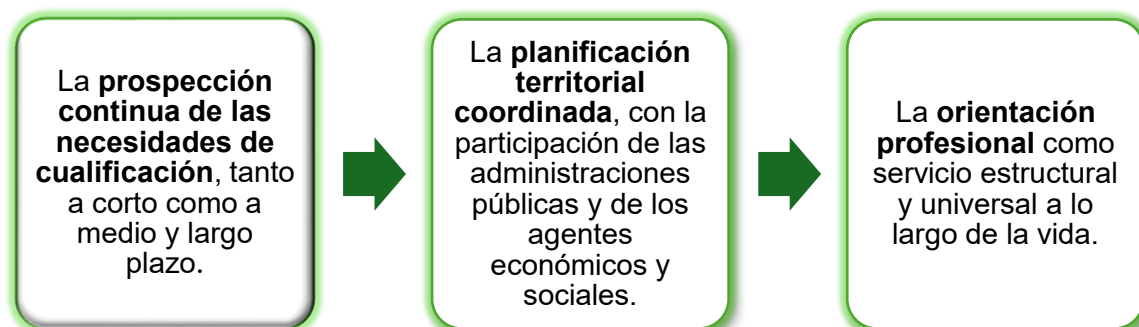 La prospección
continua de las
necesidades de
cualificación, tanto
a corto como a
medio y largo
plazo.
La planificación
territorial
coordinada, con la
participación de las
administraciones
públicas y de los
agentes
económicos y
sociales.
La orientación
profesional como
servicio estructural
y universal a lo
largo de la vida.